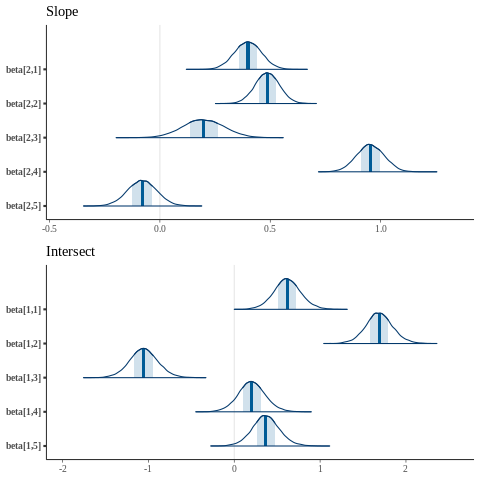 Slope
beta[2,1]
beta[2,2]
beta[2,3]
beta[2,4]
beta[2,5]
-0.5 0.0 0.5 1.0
Intersect
beta[1,1]
beta[1,2]
beta[1,3]
beta[1,4]
beta[1,5]
-2 -1 0 1 2